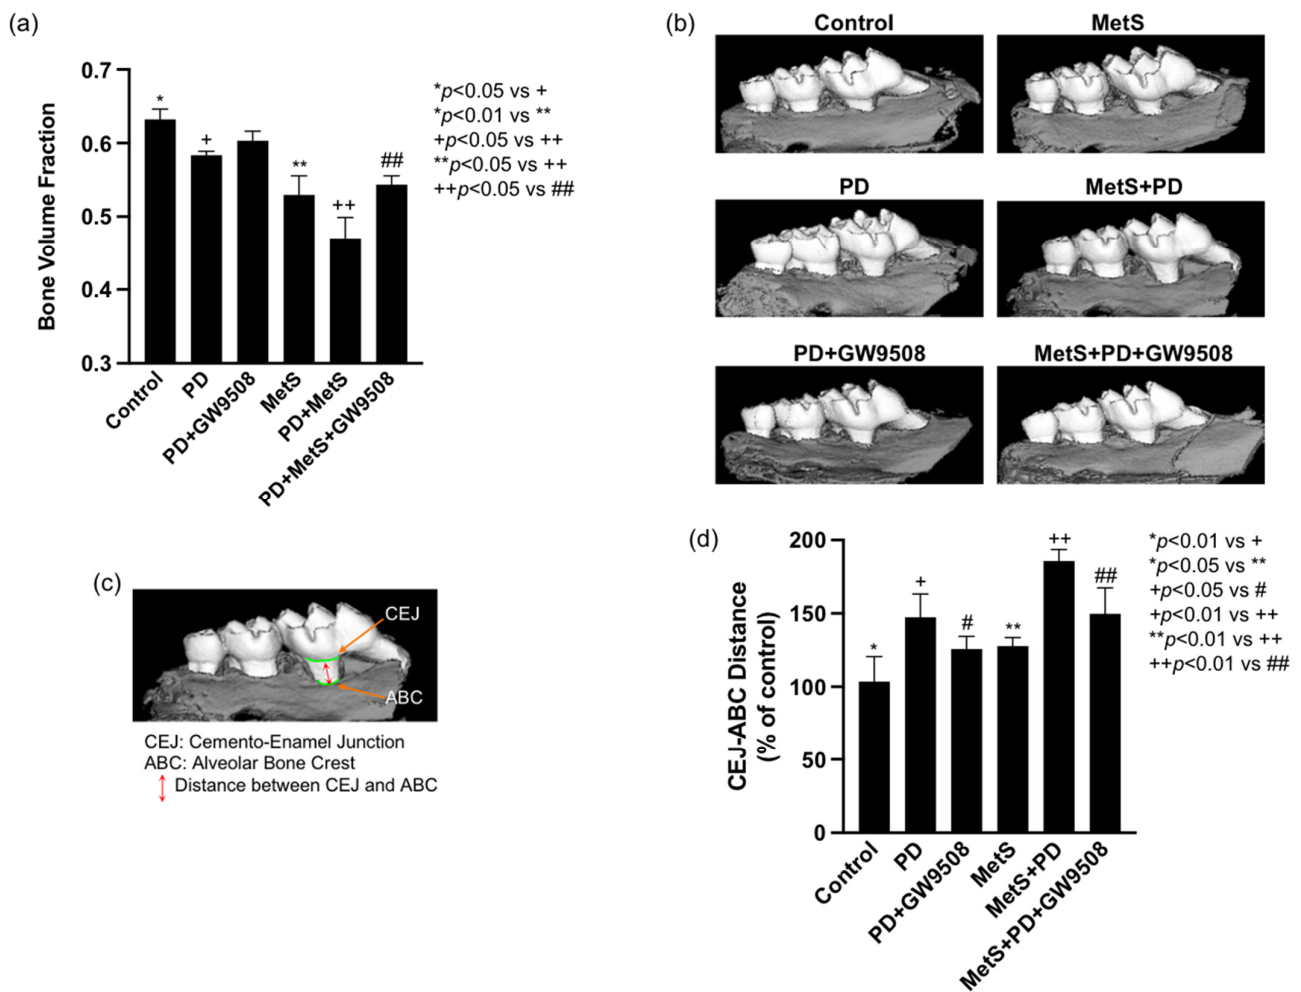 (a)
0.7
0.6
0.5
0.4
0.3
Bone Volume Fraction
*
+
**
++
##
Control
PD
PD+GW9508
MetS
PD+MetS
PD+MetS+GW9508
*p<0.05 vs +
*p<0.01 vs **
+p<0.05 vs ++
**p<0.05 vs ++
++p<0.05 vs ##
(b)
Control
MetS
PD
MetS+PD
PD+GW9508
MetS+PD+GW9508
(c)
CEJ
ABC
CEJ: Cemento-Enamel Junction
ABC: Alveolar Bone Crest
Distance between CEJ and ABC
(d)
200
150
100
50
0
CEJ-ABC Distance
(% of control)
*
+
#
**
++
##
Control
PD
PD+GW9508
MetS
MetS+PD
MetS+PD+GW9508
*p<0.01 vs +
*p<0.05 vs **
+p<0.05 vs #
+p<0.01 vs ++
**p<0.01 vs ++
++p<0.01 vs ##